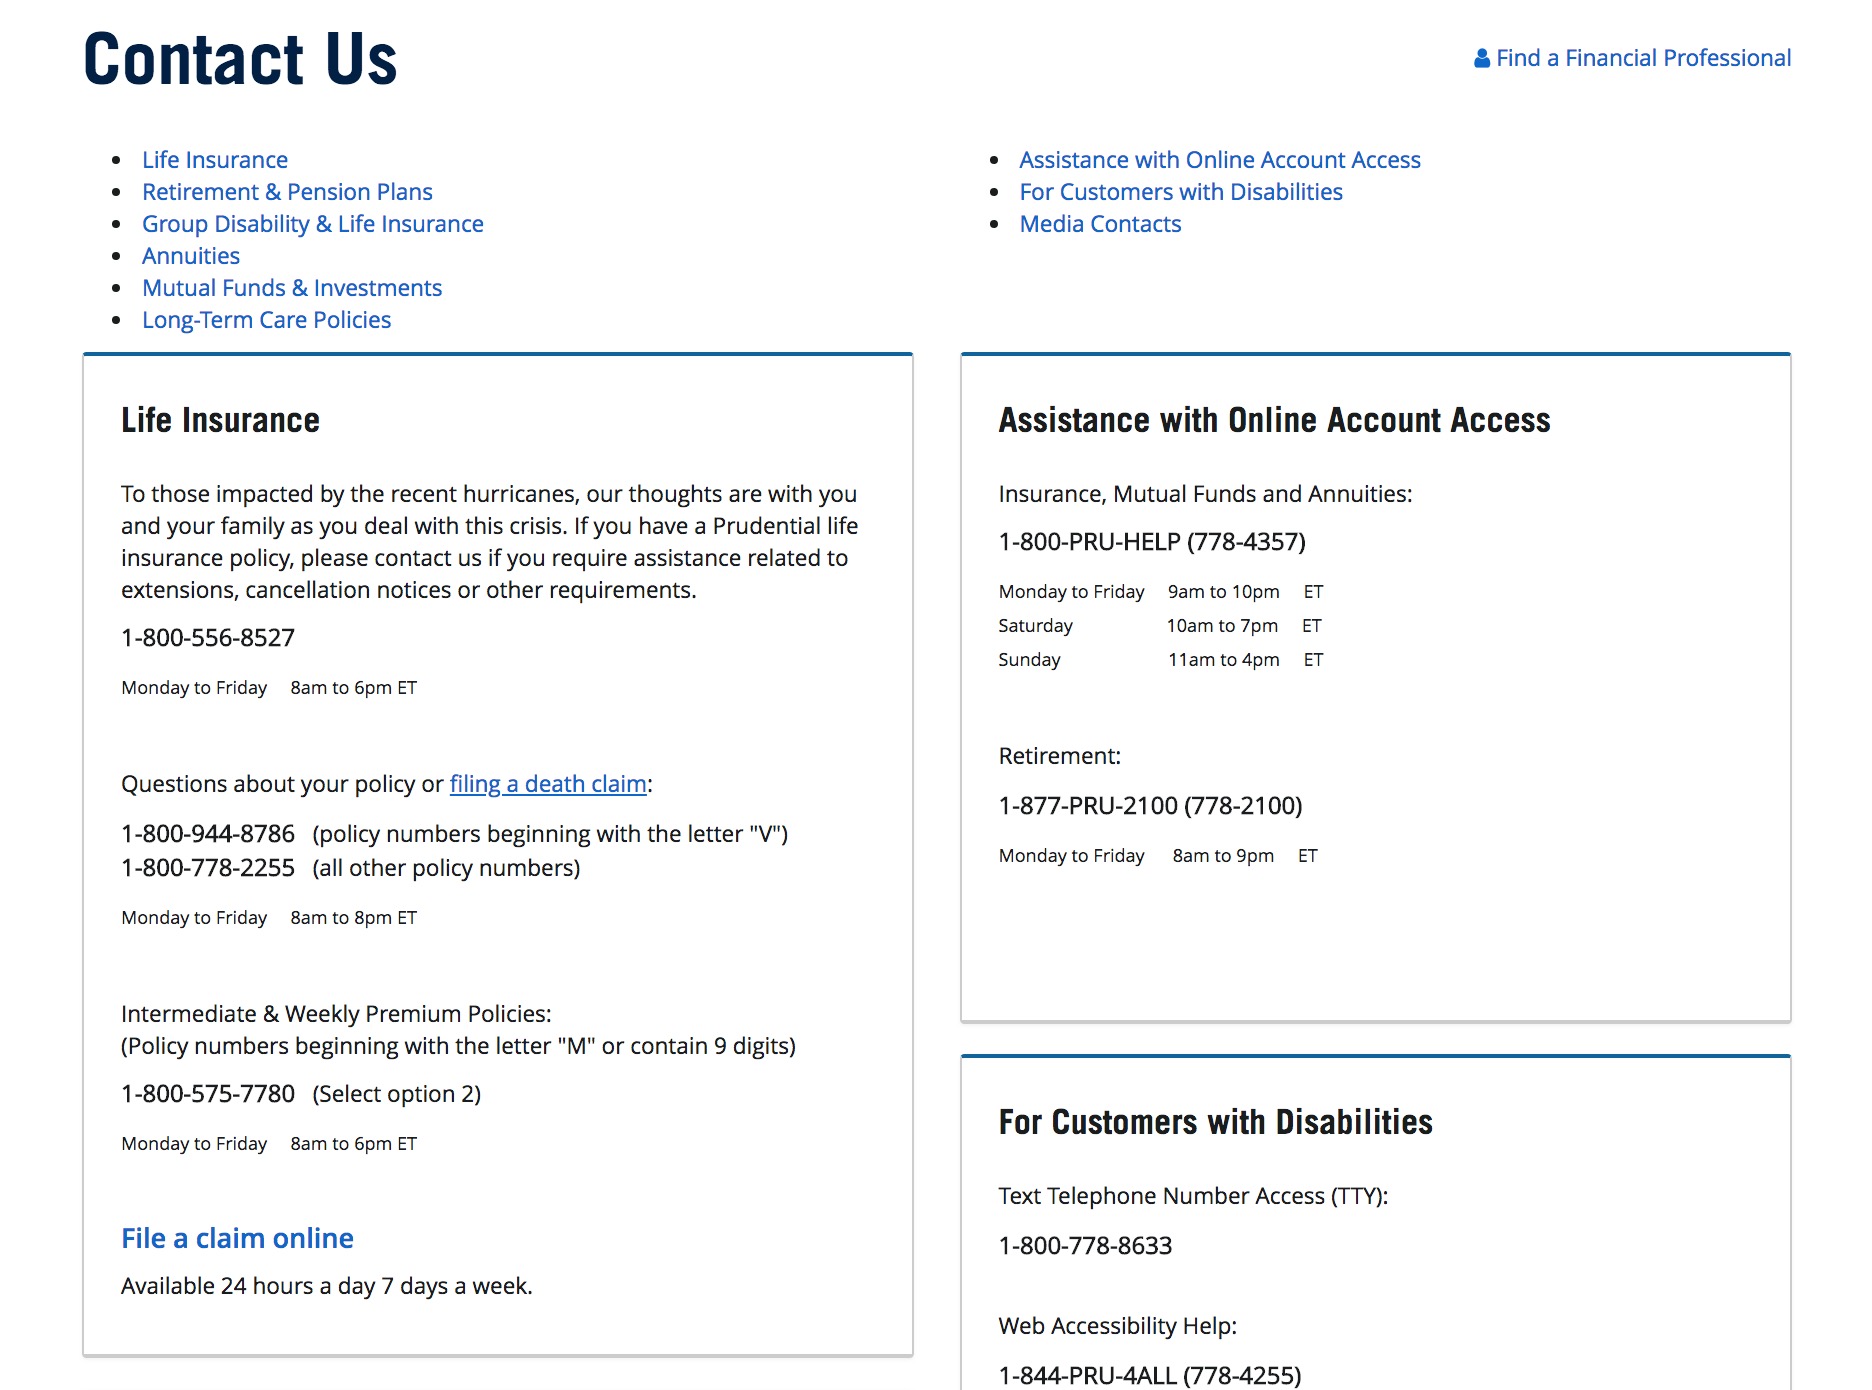 Contact Us
Find a Financial Professional
Life Insurance
Retirement & Pension Plans
Group Disability & Life Insurance
Annuities
Mutual Funds & Investments
Long-Term Care Policies
Assistance with Online Account Access
For Customers with Disabilities
Media Contacts
Life Insurance
To those impacted by the recent hurricanes, our thoughts are with you
and your family as you deal with this crisis. If you have a Prudential life
insurance policy, please contact us if you require assistance related to
extensions, cancellation notices or other requirements.
1-800-556-8527
Monday to Friday 8am to 6pm ET
Questions about your policy or filing a death claim:
1-800-944-8786 (policy numbers beginning with the letter "V")
1-800-778-2255 (all other policy numbers)
Monday to Friday 8am to 8pm ET
Intermediate & Weekly Premium Policies:
(Policy numbers beginning with the letter "M" or contain 9 digits)
1-800-575-7780 (Select option 2)
Monday to Friday 8am to 6pm ET
File a claim online
Available 24 hours a day 7 days a week.
Assistance with Online Account Access
Insurance, Mutual Funds and Annuities:
1-800-PRU-HELP (778-4357)
Monday to Friday 9am to 10pm ET
Saturday 10am to 7pm ET
Sunday 11am to 4pm ET
Retirement:
1-877-PRU-2100 (778-2100)
Monday to Friday 8am to 9pm ET
For Customers with Disabilities
Text Telephone Number Access (TTY):
1-800-778-8633
Web Accessibility Help:
1-844-PRU-4ALL (778-4255)